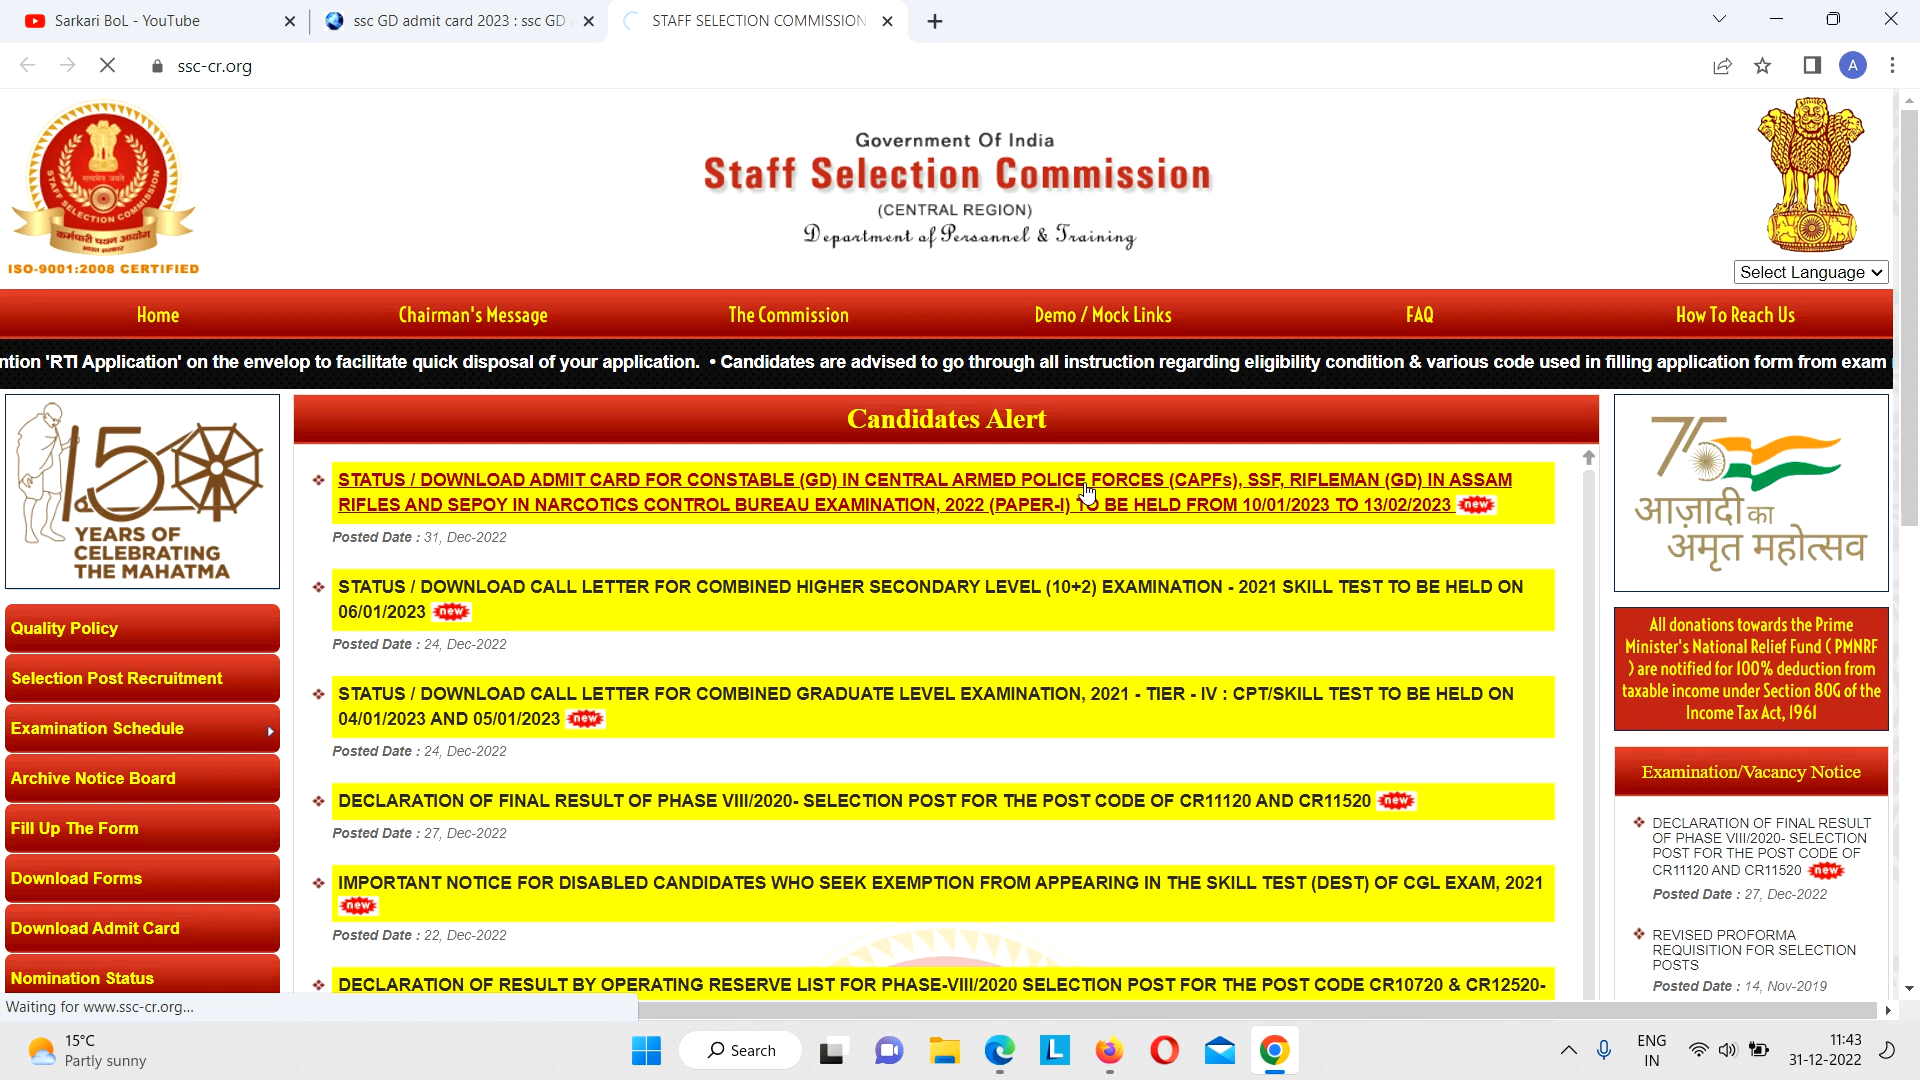 Sarkari BoL - YouTube
ssc GD admit card 2023 : ssc GD
STAFF SELECTION COMMISSION
ssc-cr.org
A
STAFF SELECTION COMMISSION
सत्यमेव जयते
कर्मचारी चयन आयोग
भारत सरकार
ISO-9001:2008 CERTIFIED
Government Of India
Staff Selection Commission
(CENTRAL REGION)
Department of Personnel & Training
Select Language
Home
Chairman's Message
The Commission
Demo / Mock Links
FAQ
How To Reach Us
ntion 'RTI Application' on the envelop to facilitate quick disposal of your application. • Candidates are advised to go through all instruction regarding eligibility condition & various code used in filling application form from exam
150
YEARS OF
CELEBRATING
THE MAHATMA
Quality Policy
Selection Post Recruitment
Examination Schedule
Archive Notice Board
Fill Up The Form
Download Forms
Download Admit Card
Nomination Status
Candidates Alert
STATUS / DOWNLOAD ADMIT CARD FOR CONSTABLE (GD) IN CENTRAL ARMED POLICE FORCES (CAPFs), SSF, RIFLEMAN (GD) IN ASSAM
RIFLES AND SEPOY IN NARCOTICS CONTROL BUREAU EXAMINATION, 2022 (PAPER-I) TO BE HELD FROM 10/01/2023 TO 13/02/2023 new
Posted Date : 31, Dec-2022
STATUS / DOWNLOAD CALL LETTER FOR COMBINED HIGHER SECONDARY LEVEL (10+2) EXAMINATION - 2021 SKILL TEST TO BE HELD ON
06/01/2023 new
Posted Date : 24, Dec-2022
STATUS / DOWNLOAD CALL LETTER FOR COMBINED GRADUATE LEVEL EXAMINATION, 2021 - TIER - IV : CPT/SKILL TEST TO BE HELD ON
04/01/2023 AND 05/01/2023 new
Posted Date : 24, Dec-2022
DECLARATION OF FINAL RESULT OF PHASE VIII/2020- SELECTION POST FOR THE POST CODE OF CR11120 AND CR11520 new
Posted Date : 27, Dec-2022
IMPORTANT NOTICE FOR DISABLED CANDIDATES WHO SEEK EXEMPTION FROM APPEARING IN THE SKILL TEST (DEST) OF CGL EXAM, 2021
new
Posted Date : 22, Dec-2022
DECLARATION OF RESULT BY OPERATING RESERVE LIST FOR PHASE-VIII/2020 SELECTION POST FOR THE POST CODE CR10720 & CR12520-
75
आज़ादी का
अमृत महोत्सव
All donations towards the Prime
Minister's National Relief Fund ( PMNRF
) are notified for 100% deduction from
taxable income under Section 80G of the
Income Tax Act, 1961
Examination/Vacancy Notice
DECLARATION OF FINAL RESULT
OF PHASE VIII/2020- SELECTION
POST FOR THE POST CODE OF
CR11120 AND CR11520 new
Posted Date : 27, Dec-2022
REVISED PROFORMA
REQUISITION FOR SELECTION
POSTS
Posted Date : 14, Nov-2019
Waiting for www.ssc-cr.org...
15°C
Partly sunny
Search
L
ENG
IN
11:43
31-12-2022